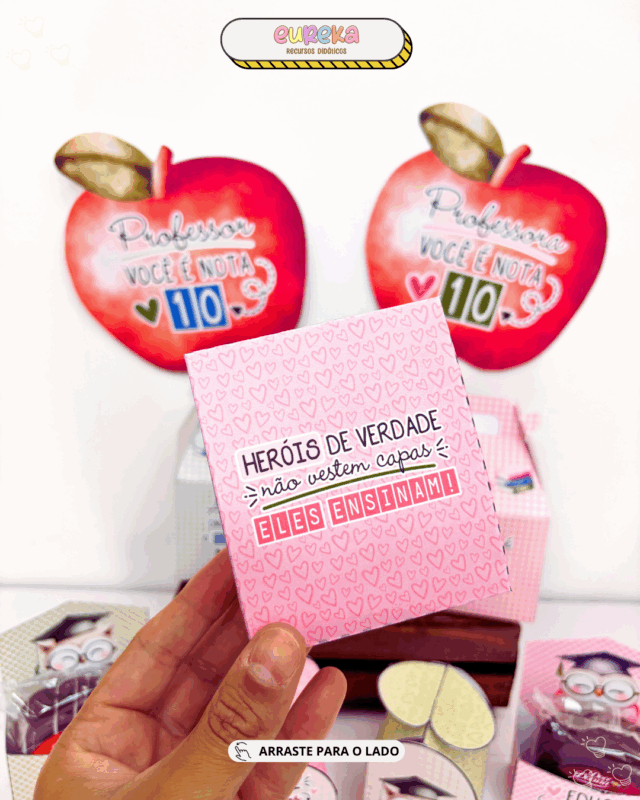 eureka
RECURSOS DIDÁTICOS
Professor
VOCÊ É NOTA
10
Professora
VOCÊ É NOTA
10
HERÓIS DE VERDADE
não vestem capas
ELES ENSINAM!
ARRASTE PARA O LADO